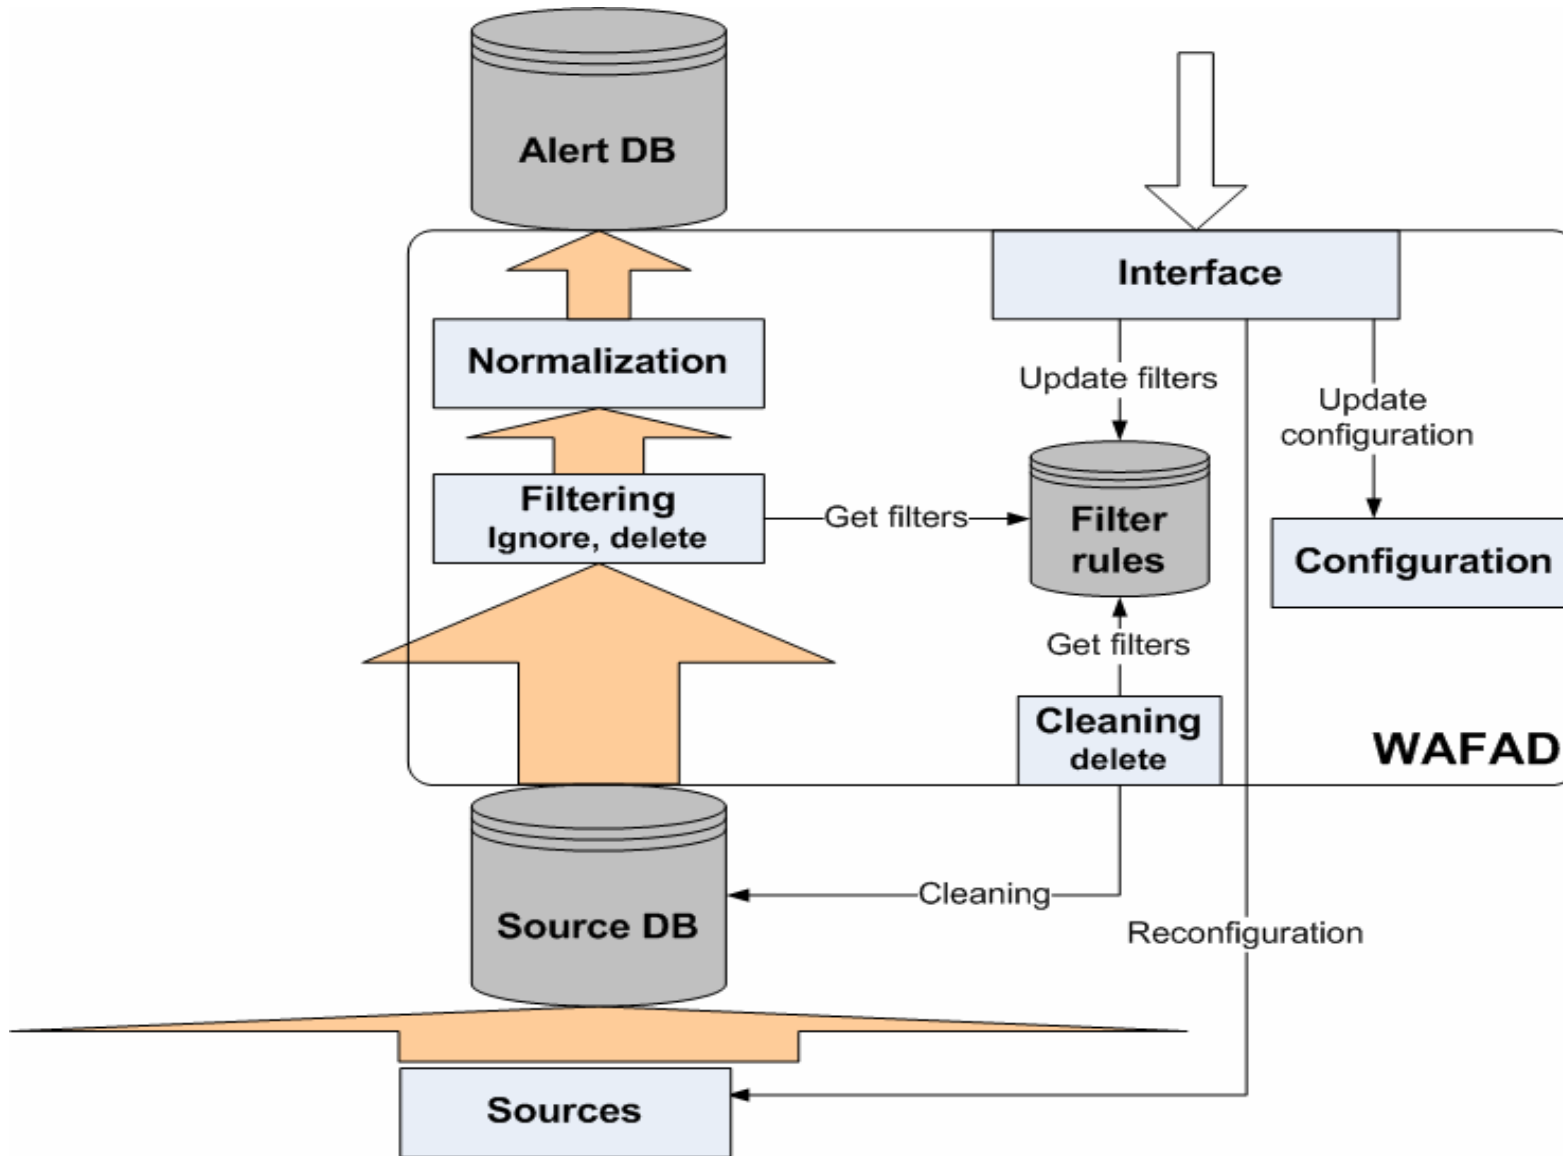 Alert DB
Interface
Normalization
Update filters
Update
configuration
Filtering
Ignore, delete
Get filters
Filter
rules
Configuration
Get filters
Cleaning
delete
WAFAD
Source DB
Cleaning
Reconfiguration
Sources